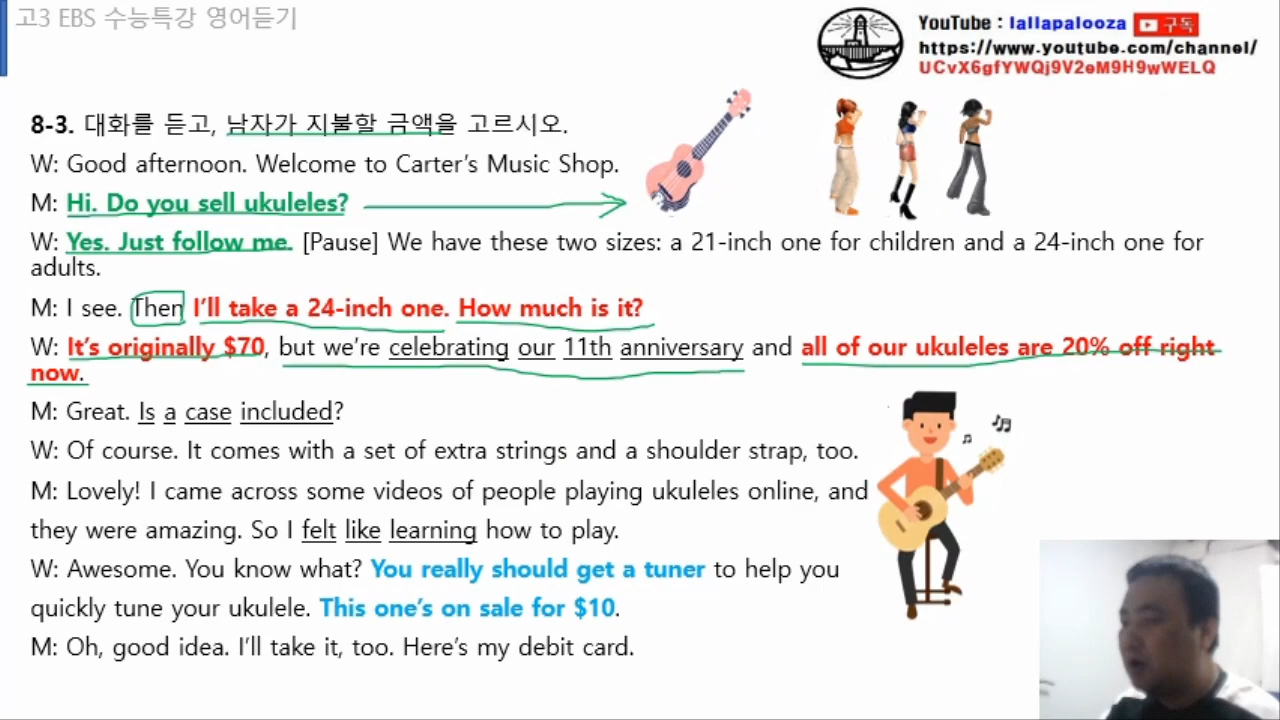 고3 EBS 수능특강 영어듣기
YouTube : lallapalooza 구독
https://www.youtube.com/channel/
UCvX6gfYWQj9V2eM9H9wWELQ
8-3. 대화를 듣고, 남자가 지불할 금액을 고르시오.
W: Good afternoon. Welcome to Carter's Music Shop.
M: Hi. Do you sell ukuleles?
W: Yes. Just follow me. [Pause] We have these two sizes: a 21-inch one for children and a 24-inch one for
adults.
M: I see. Then I'll take a 24-inch one. How much is it?
W: It's originally $70, but we're celebrating our 11th anniversary and all of our ukuleles are 20% off right
now.
M: Great. Is a case included?
W: Of course. It comes with a set of extra strings and a shoulder strap, too.
M: Lovely! I came across some videos of people playing ukuleles online, and
they were amazing. So I felt like learning how to play.
W: Awesome. You know what? You really should get a tuner to help you
quickly tune your ukulele. This one's on sale for $10.
M: Oh, good idea. I'll take it, too. Here's my debit card.